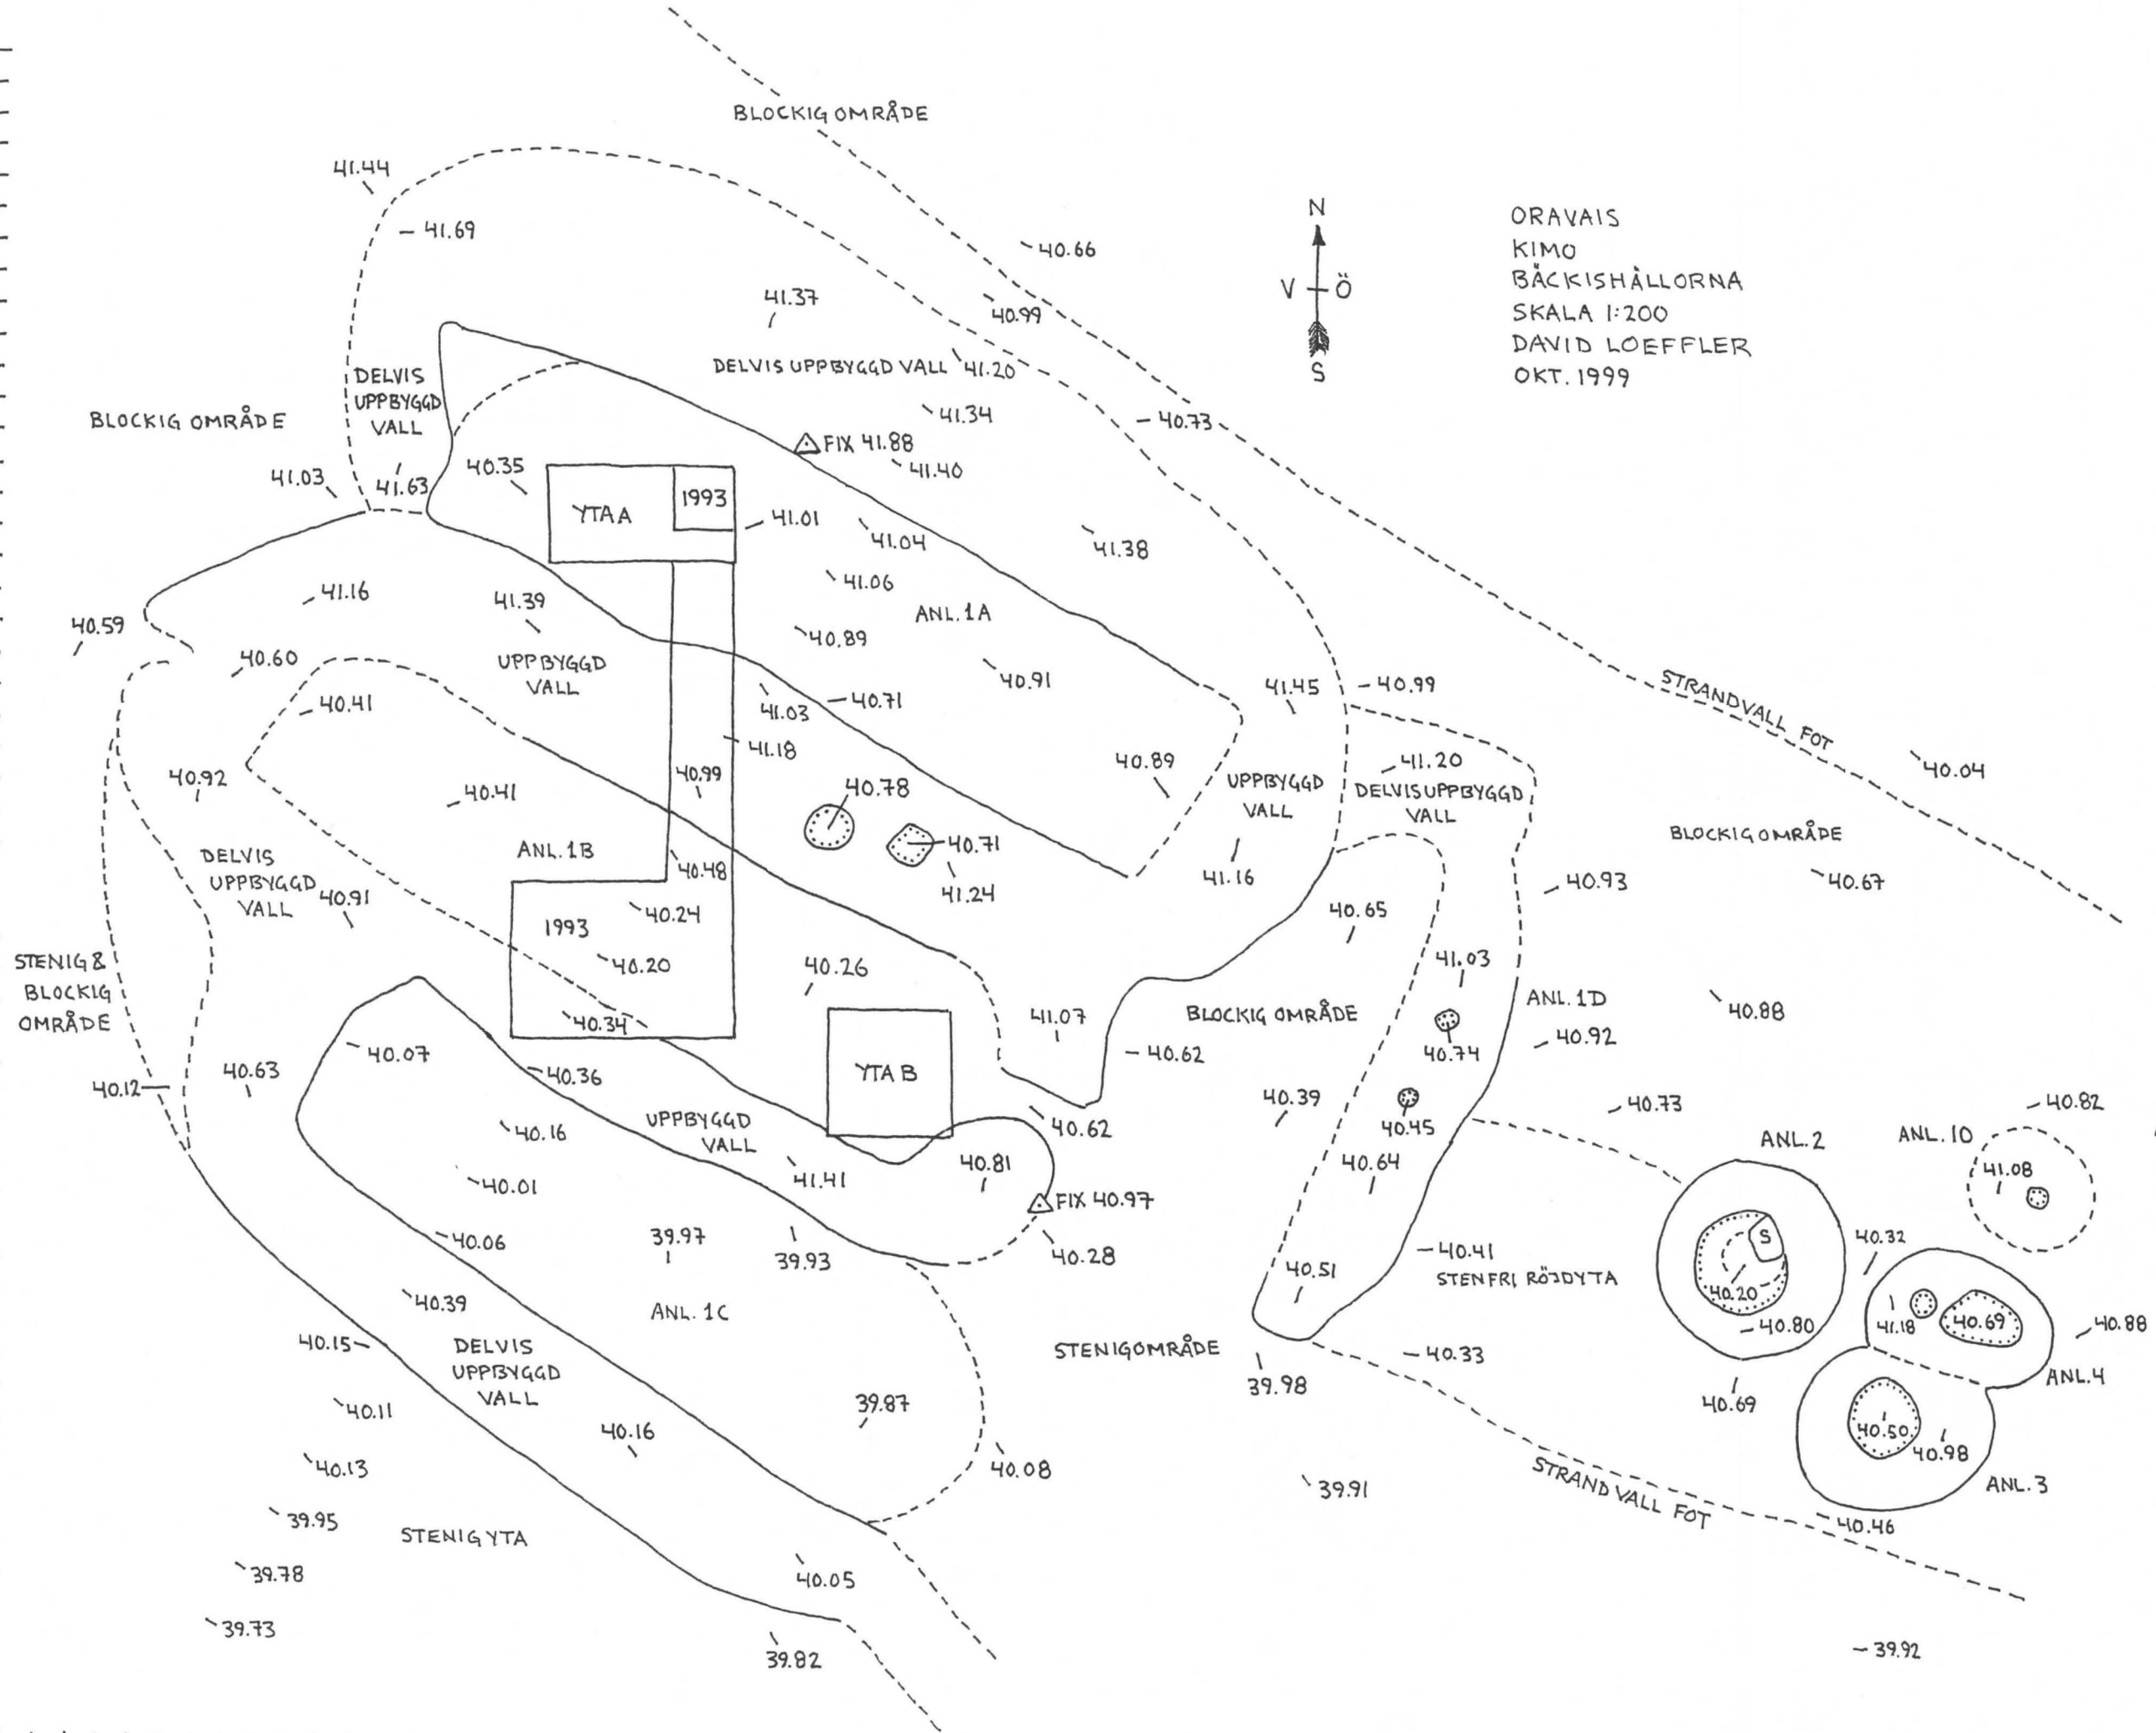 BLOCKIG OMRÅDE
41.44
41.69
40.66
41.37
40.99
N
V Ö
S
ORAVAIS
KIMO
BÄCKISHÄLLORNA
SKALA 1:200
DAVID LOEFFLER
OKT. 1999
DELVIS UPPBYGGD VALL
41.20
DELVIS
UPPBYGGD
VALL
BLOCKIG OMRÅDE
41.34
40.73
FIX 41.88
41.40
41.03
41.63
40.35
YTA A
1993
41.01
41.04
41.38
41.06
41.16
41.39
ANL. 1A
40.59
40.89
40.60
UPPBYGGD
VALL
40.91
40.41
41.03
40.71
41.18
41.45
40.99
STRANDVALL FOT
40.04
40.92
40.41
40.99
40.78
40.89
UPPBYGGD
VALL
41.20
DELVIS UPPBYGGD
VALL
BLOCKIG OMRÅDE
DELVIS
UPPBYGGD
VALL
40.91
ANL. 1B
40.48
40.71
41.24
41.16
40.93
40.67
1993
40.24
40.20
40.34
40.26
40.65
41.03
STENIG &
BLOCKIG
OMRÅDE
41.07
BLOCKIG OMRÅDE
ANL. 1D
40.88
40.07
40.36
YTA B
40.62
40.74
40.92
40.12
40.63
40.39
40.73
40.82
40.16
UPPBYGGD
VALL
40.62
40.45
ANL. 2
ANL. 10
40.01
41.41
40.81
40.64
41.08
FIX 40.97
40.06
39.97
39.93
40.28
40.51
40.41
STENFRI RÖJDYTA
S
40.20
40.32
40.39
ANL. 1C
40.80
41.18
40.69
40.88
40.15
DELVIS
UPPBYGGD
VALL
STENIGOMRÅDE
40.33
39.98
40.69
ANL. 4
40.11
39.87
40.16
40.50
40.98
40.13
40.08
39.91
STRANDVALL FOT
ANL. 3
39.95
STENIG YTA
40.46
39.78
40.05
39.73
39.82
39.92